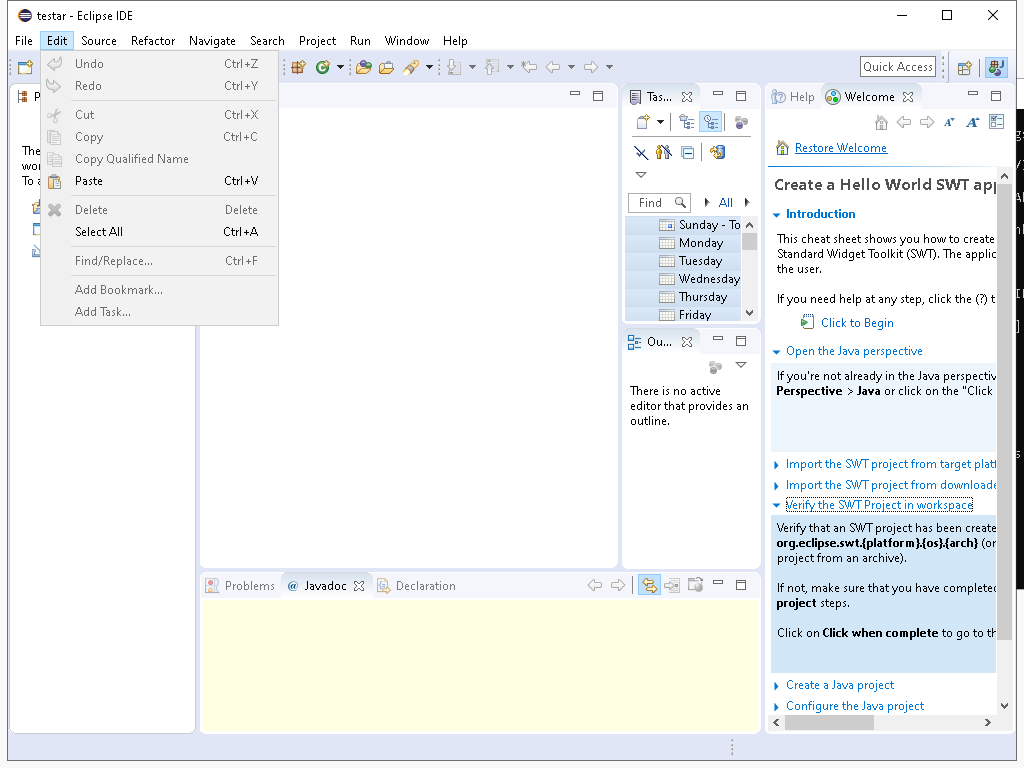 testar - Eclipse IDE
File Edit Source Refactor Navigate Search Project Run Window Help
Undo Ctrl+Z
Redo Ctrl+Y
Cut Ctrl+X
Copy Ctrl+C
Copy Qualified Name
Paste Ctrl+V
Delete Delete
Select All Ctrl+A
Find/Replace... Ctrl+F
Add Bookmark...
Add Task...
Quick Access
P
The
wor
To a
Tas...
Find All
Sunday - To
Monday
Tuesday
Wednesday
Thursday
Friday
Ou...
There is no active
editor that provides an
outline.
Problems @ Javadoc Declaration
Help Welcome
Restore Welcome
Create a Hello World SWT app
Introduction
This cheat sheet shows you how to create
Standard Widget Toolkit (SWT). The applic
the user.
If you need help at any step, click the (?) t
Click to Begin
Open the Java perspective
If you're not already in the Java perspectiv
Perspective > Java or click on the "Click
Import the SWT project from target platf
Import the SWT project from downloade
Verify the SWT Project in workspace
Verify that an SWT project has been create
org.eclipse.swt.{platform}.{os}.{arch} (or
project from an archive).
If not, make sure that you have completed
project steps.
Click on Click when complete to go to th
Create a Java project
Configure the Java project